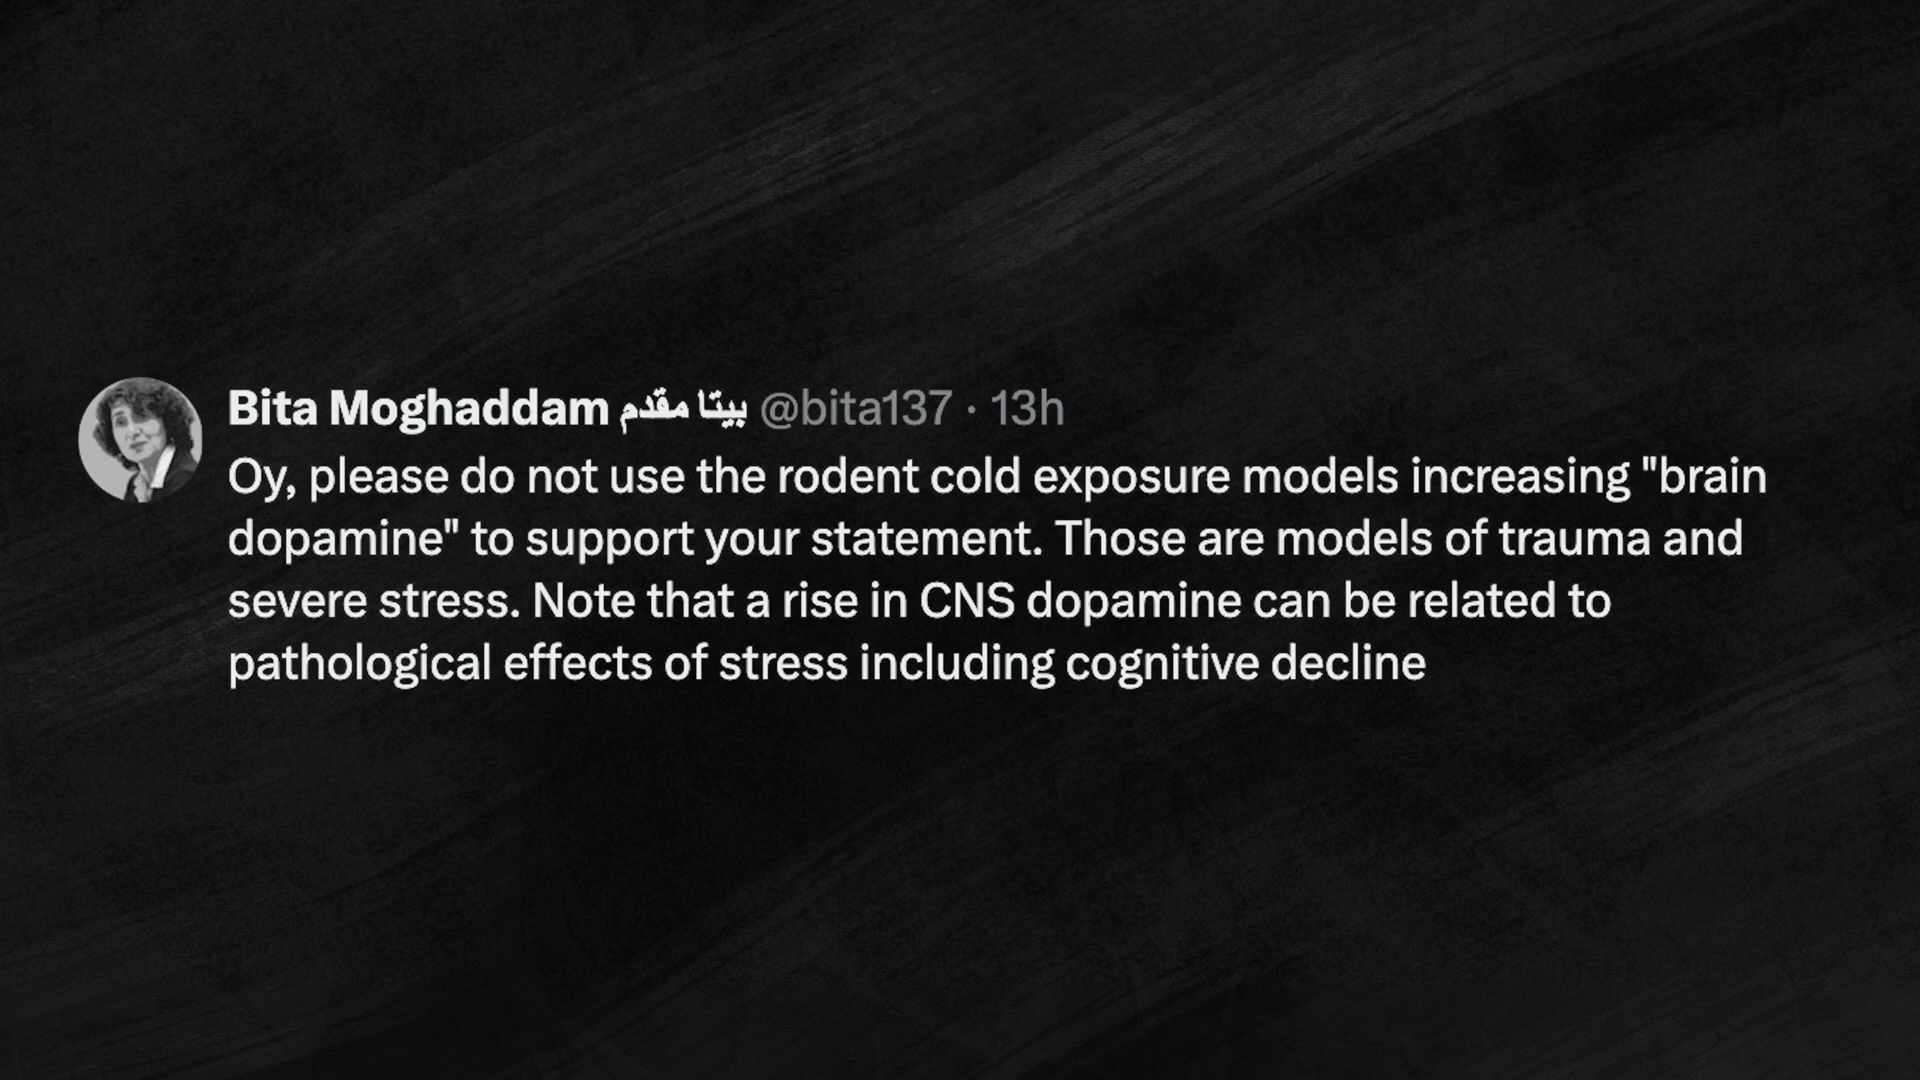 Bita Moghaddam بیتا مقدم @bita137 · 13h
Oy, please do not use the rodent cold exposure models increasing "brain
dopamine" to support your statement. Those are models of trauma and
severe stress. Note that a rise in CNS dopamine can be related to
pathological effects of stress including cognitive decline